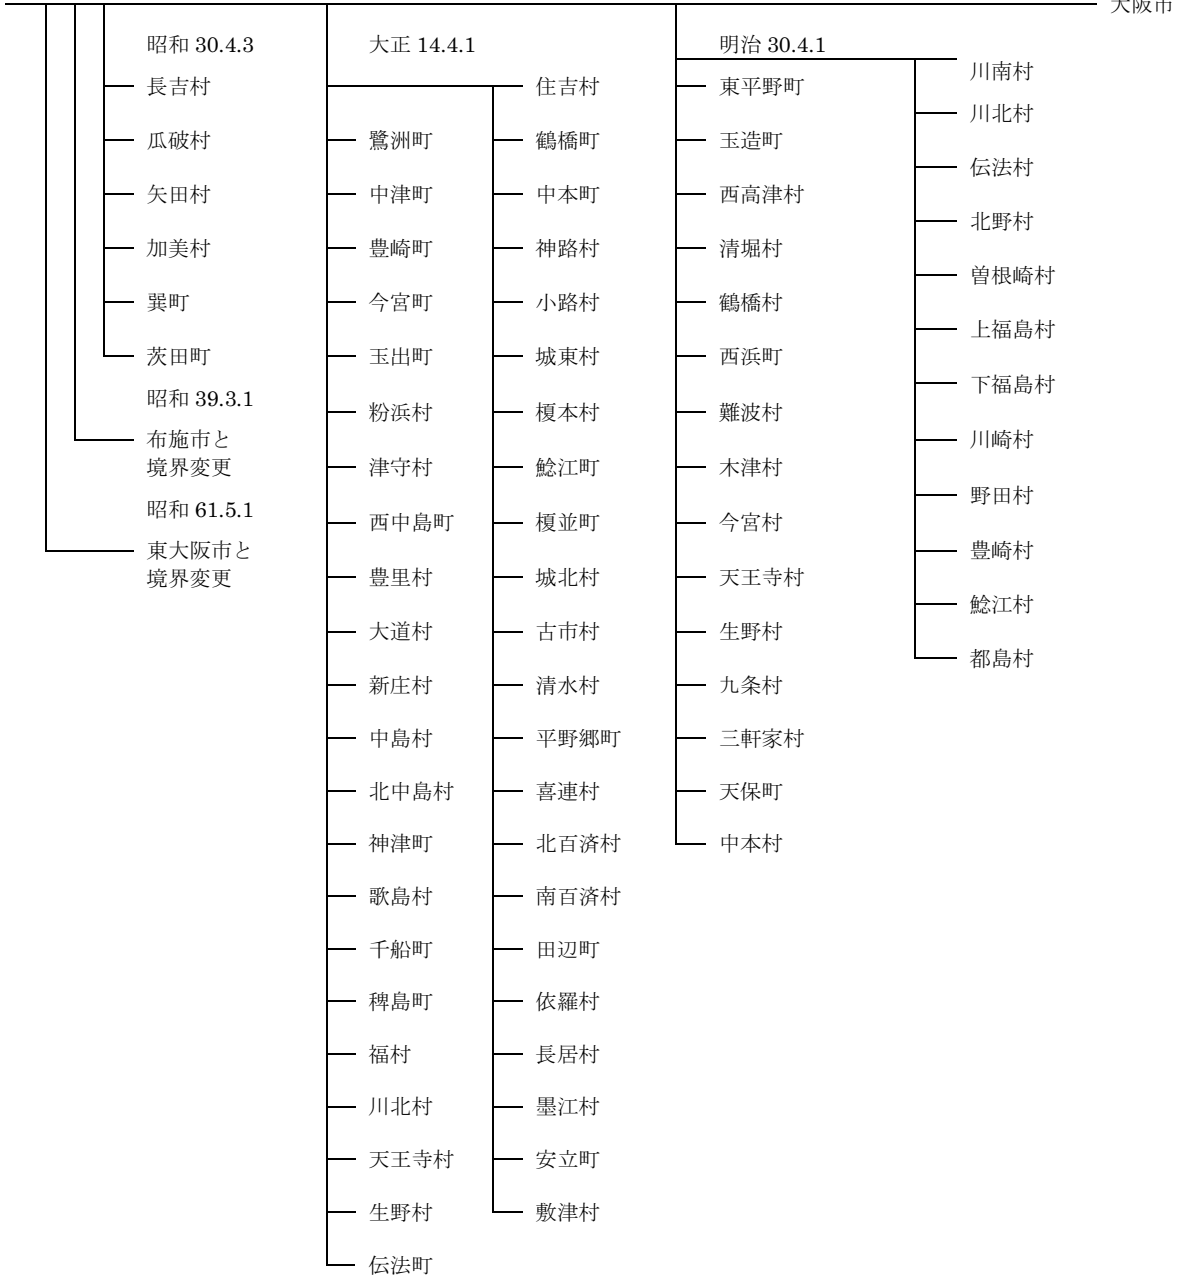 大阪市
昭和 30.4.3
長吉村
瓜破村
矢田村
加美村
巽町
茨田町
昭和 39.3.1
布施市と
境界変更
昭和 61.5.1
東大阪市と
境界変更
大正 14.4.1
鷺洲町
中津町
豊崎町
今宮町
玉出町
粉浜村
津守村
西中島町
豊里村
大道村
新庄村
中島村
北中島村
神津町
歌島村
千船町
稗島町
福村
川北村
天王寺村
生野村
伝法町
住吉村
鶴橋町
中本町
神路村
小路村
城東村
榎本村
鯰江町
榎並町
城北村
古市村
清水村
平野郷町
喜連村
北百済村
南百済村
田辺町
依羅村
長居村
墨江村
安立町
敷津村
明治 30.4.1
東平野町
玉造町
西高津村
清堀村
鶴橋村
西浜町
難波村
木津村
今宮村
天王寺村
生野村
九条村
三軒家村
天保町
中本村
川南村
川北村
伝法村
北野村
曽根崎村
上福島村
下福島村
川崎村
野田村
豊崎村
鯰江村
都島村